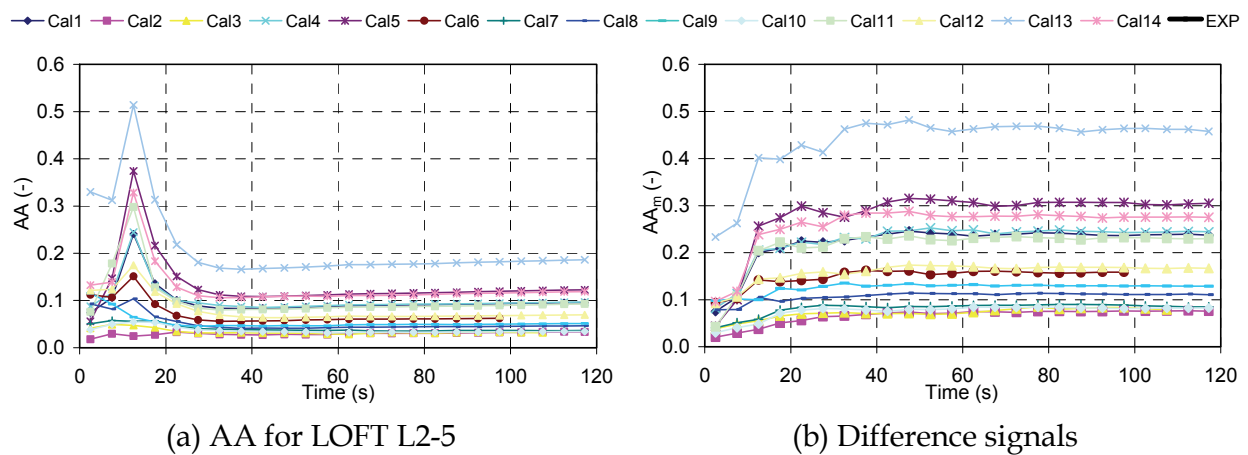 Cal1 Cal2 Cal3 Cal4 Cal5 Cal6 Cal7 Cal8 Cal9 Cal10 Cal11 Cal12 Cal13 Cal14 EXP
0.6
0.5
0.4
0.3
0.2
0.1
0.0
AA (-)
0 20 40 60 80 100 120
Time (s)
(a) AA for LOFT L2-5
0.6
0.5
0.4
0.3
0.2
0.1
0.0
AAm (-)
0 20 40 60 80 100 120
Time (s)
(b) Difference signals